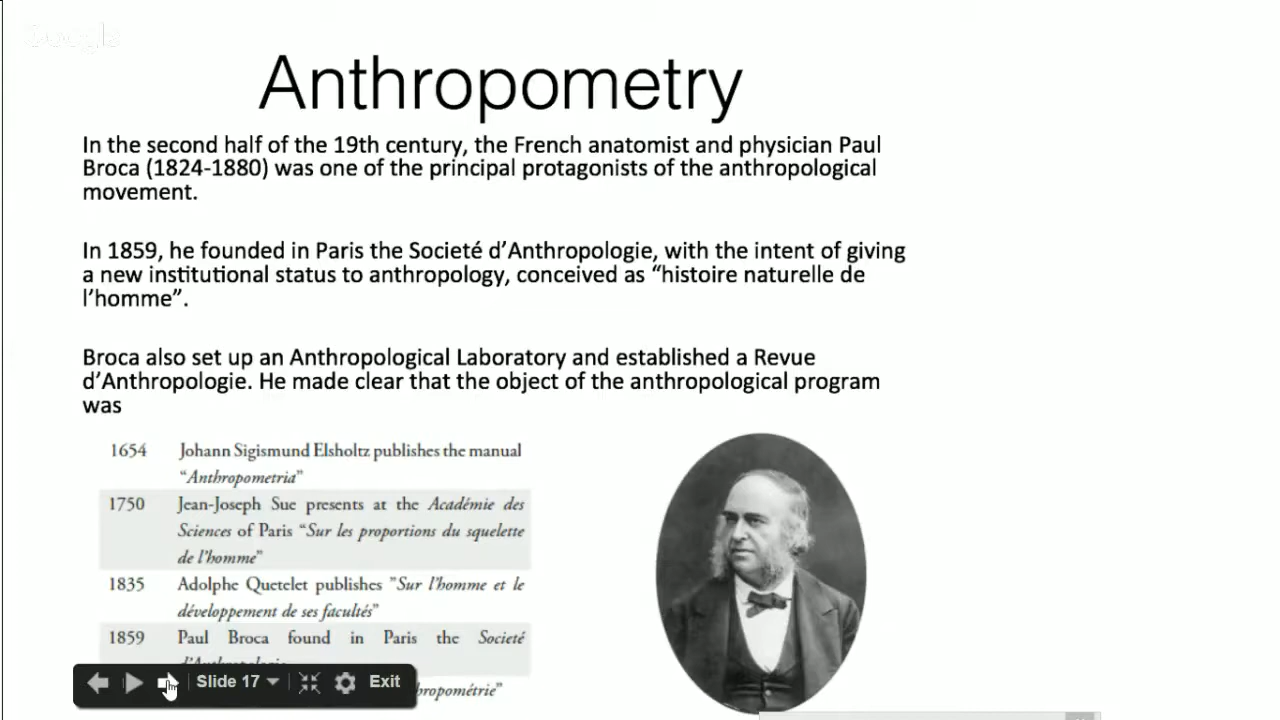 Google
Anthropometry
In the second half of the 19th century, the French anatomist and physician Paul
Broca (1824-1880) was one of the principal protagonists of the anthropological
movement.
In 1859, he founded in Paris the Societé d’Anthropologie, with the intent of giving
a new institutional status to anthropology, conceived as “histoire naturelle de
l’homme”.
Broca also set up an Anthropological Laboratory and established a Revue
d’Anthropologie. He made clear that the object of the anthropological program
was
1654 Johann Sigismund Elsholtz publishes the manual
“Anthropometria”
1750 Jean-Joseph Sue presents at the Académie des
Sciences of Paris “Sur les proportions du squelette
de l’homme”
1835 Adolphe Quetelet publishes ”Sur l’homme et le
développement de ses facultés”
1859 Paul Broca found in Paris the Societé
d’Anthropologie
hropométrie”
Slide 17 Exit